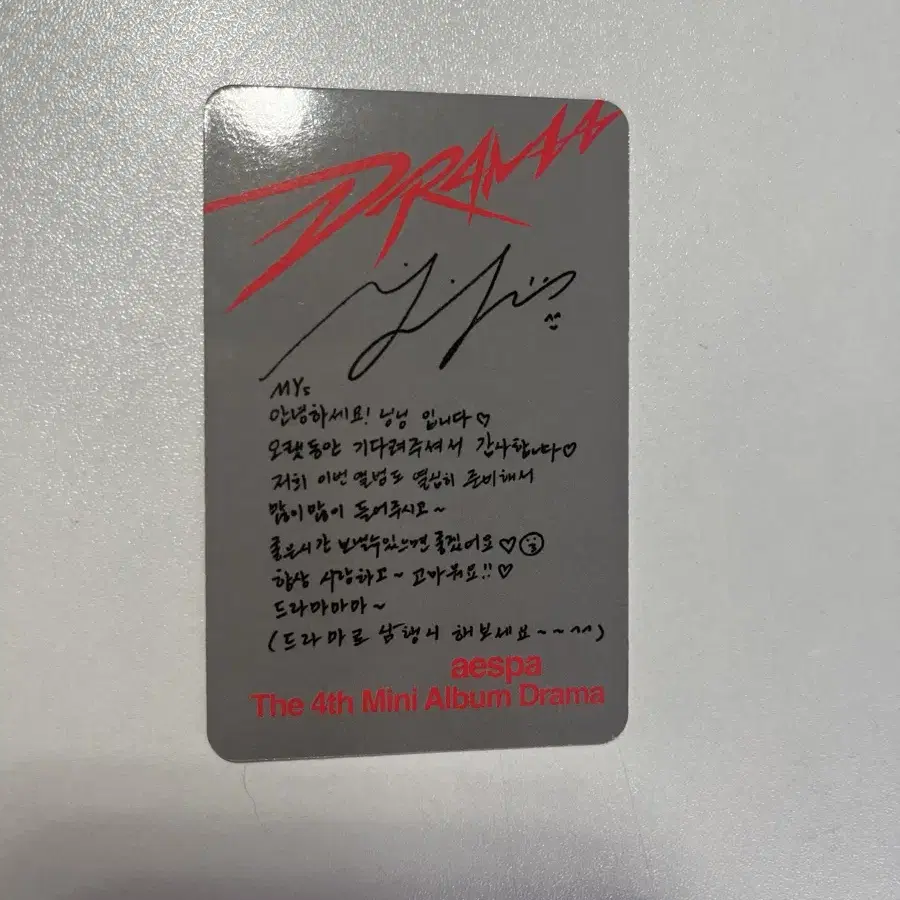 DRAMA
MYs
안녕하세요! 닝닝 입니다♡
오랫동안 기다려주셔서 감사합니다♡
저희 이번 앨범도 열심히 준비해서
많이 많이 들어주시고~
좋은시간 보낼수있으면 좋겠어요♡
항상 사랑하고~ 고마워요!!♡
드라마마마~
(드라마로 삼행시 해보세요~~^^)
aespa
The 4th Mini Album Drama